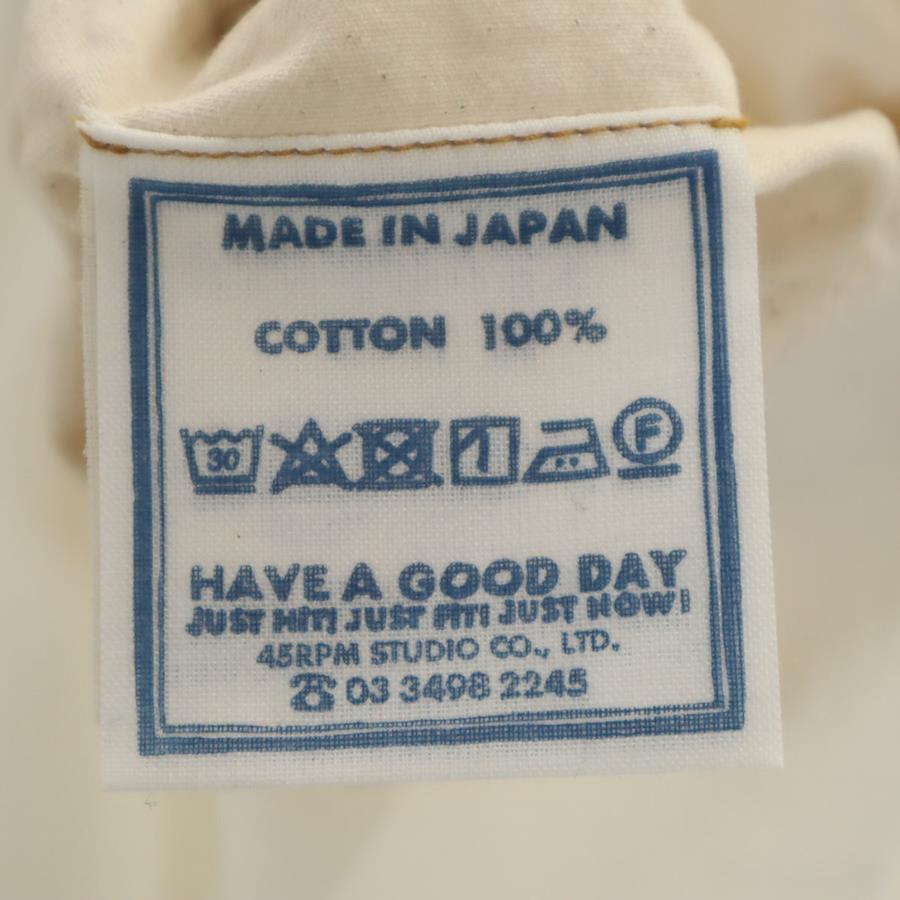 MADE IN JAPAN
COTTON 100%
30 F
HAVE A GOOD DAY
JUST HIT! JUST FIT! JUST NOW!
45RPM STUDIO CO., LTD.
☎ 03 3498 2245